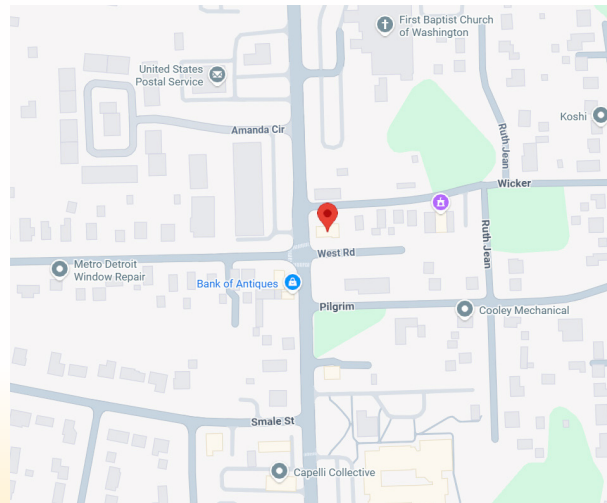 First Baptist Church
of Washington
United States
Postal Service
Koshi
Amanda Cir
Ruth Jean
Wicker
West Rd
Ruth Jean
Metro Detroit
Window Repair
Bank of Antiques
Pilgrim
Cooley Mechanical
Smale St
Capelli Collective